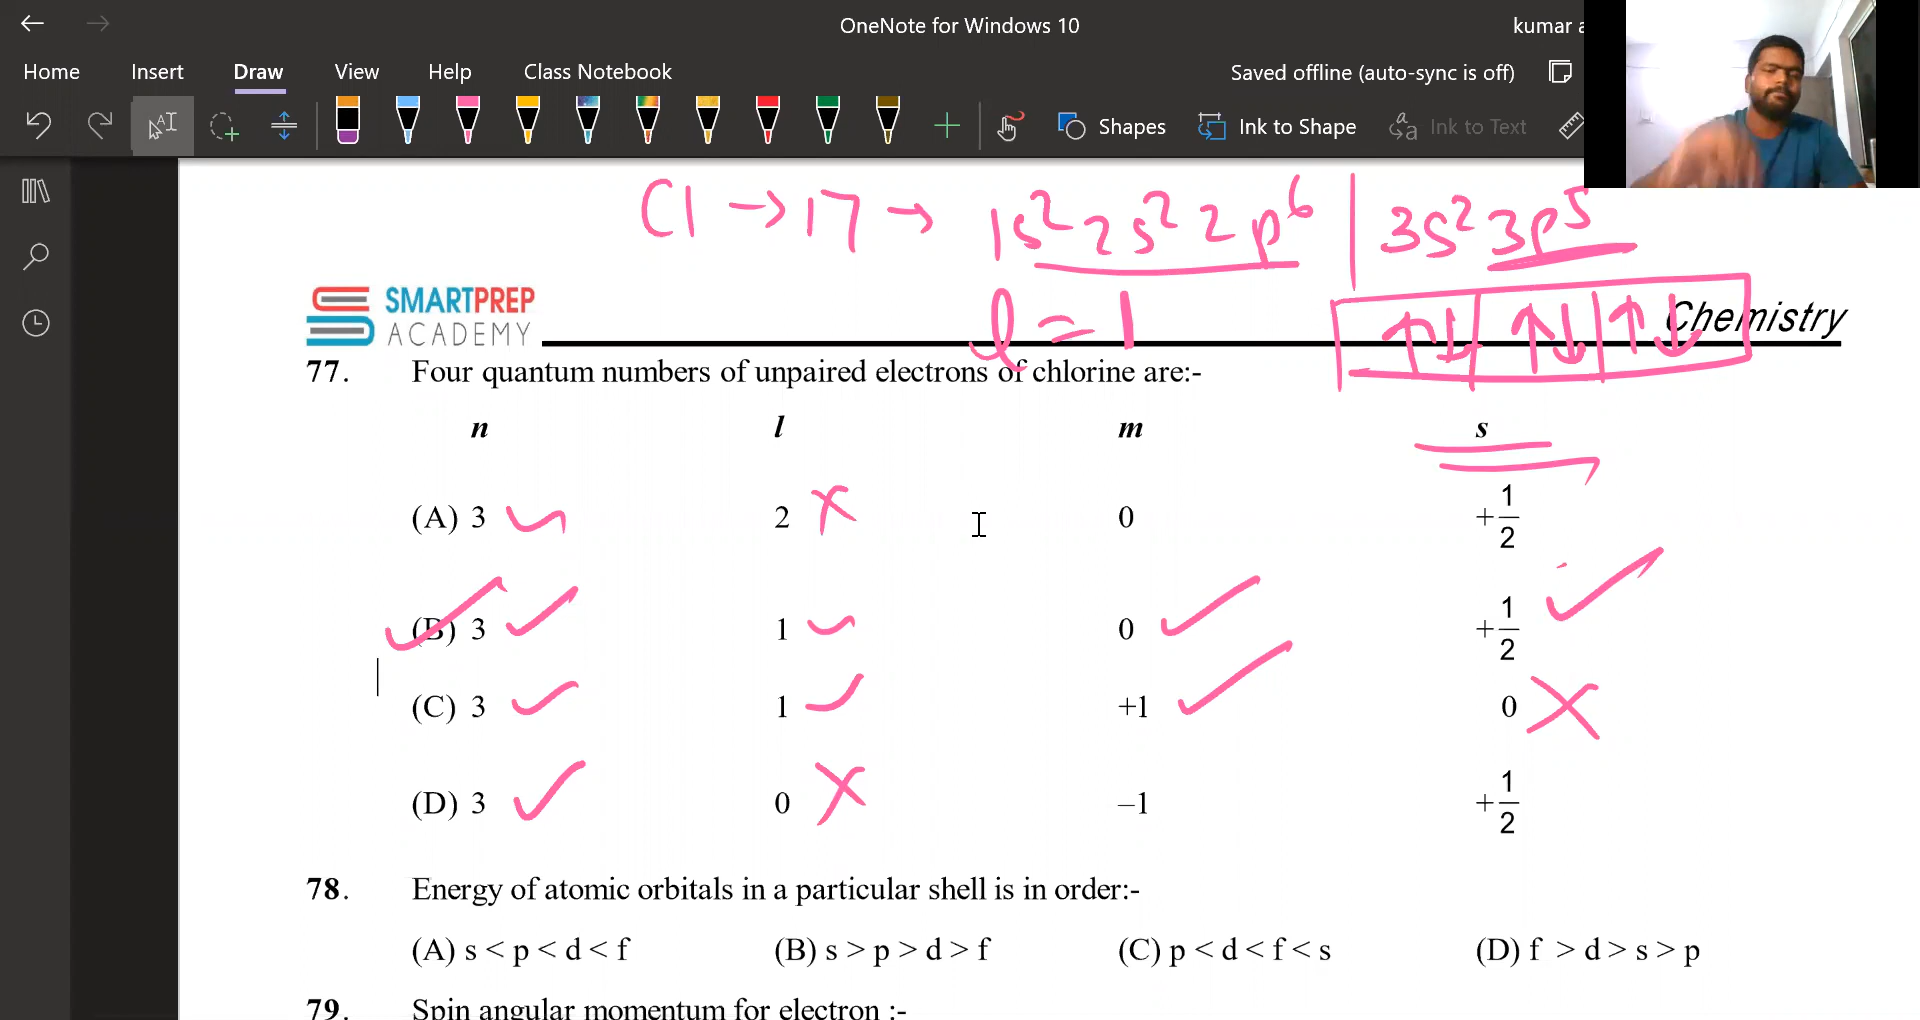 OneNote for Windows 10
kumar a
Home Insert Draw View Help Class Notebook
Saved offline (auto-sync is off)
Shapes Ink to Shape Ink to Text
Cl → 17 → 1s² 2s² 2p⁶ | 3s² 3p⁵
SMARTPREP
ACADEMY
l = 1
↑↓ ↑↓ ↑↓
Chemistry
77. Four quantum numbers of unpaired electrons of chlorine are:-
n l m s
(A) 3 2 0 +1/2
(B) 3 1 0 +1/2
(C) 3 1 +1 0
(D) 3 0 –1 +1/2
78. Energy of atomic orbitals in a particular shell is in order:-
(A) s < p < d < f (B) s > p > d > f (C) p < d < f < s (D) f > d > s > p
79. Spin angular momentum for electron :-